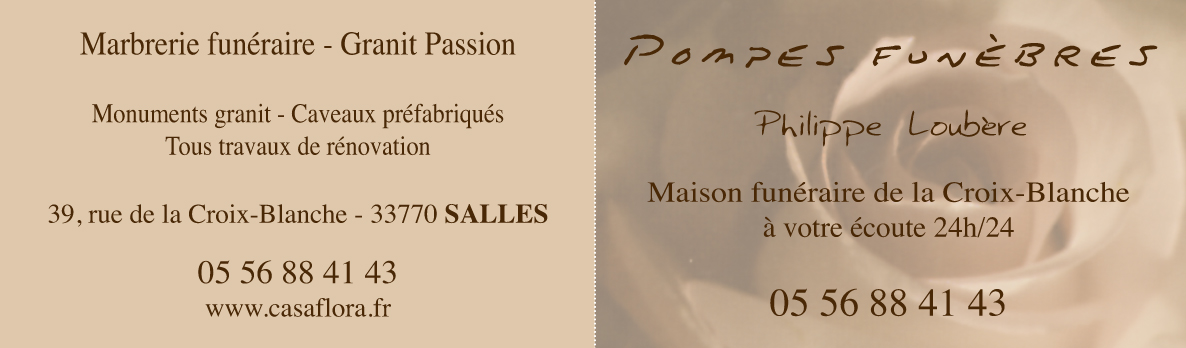 Marbrerie funéraire - Granit Passion
Monuments granit - Caveaux préfabriqués
Tous travaux de rénovation
39, rue de la Croix-Blanche - 33770 SALLES
05 56 88 41 43
www.casaflora.fr
POMPES FUNÈBRES
Philippe Loubère
Maison funéraire de la Croix-Blanche
à votre écoute 24h/24
05 56 88 41 43